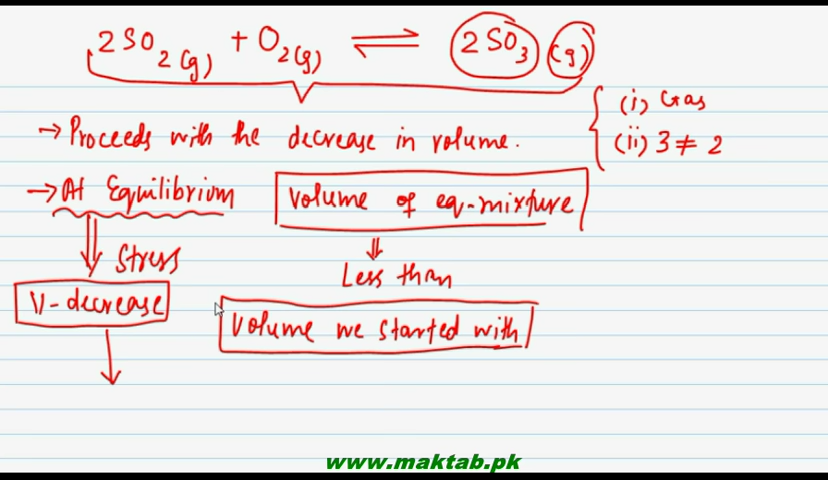 2SO2(g) + O2(g) ⇌ 2SO3(g)
(i) Gas
→ Proceeds with the decrease in volume.
(ii) 3 ≠ 2
→ At Equilibrium
Volume of eq-mixture
⇓ Stress
⇓
Less than
V-decrease
Volume we started with
↓
www.maktab.pk